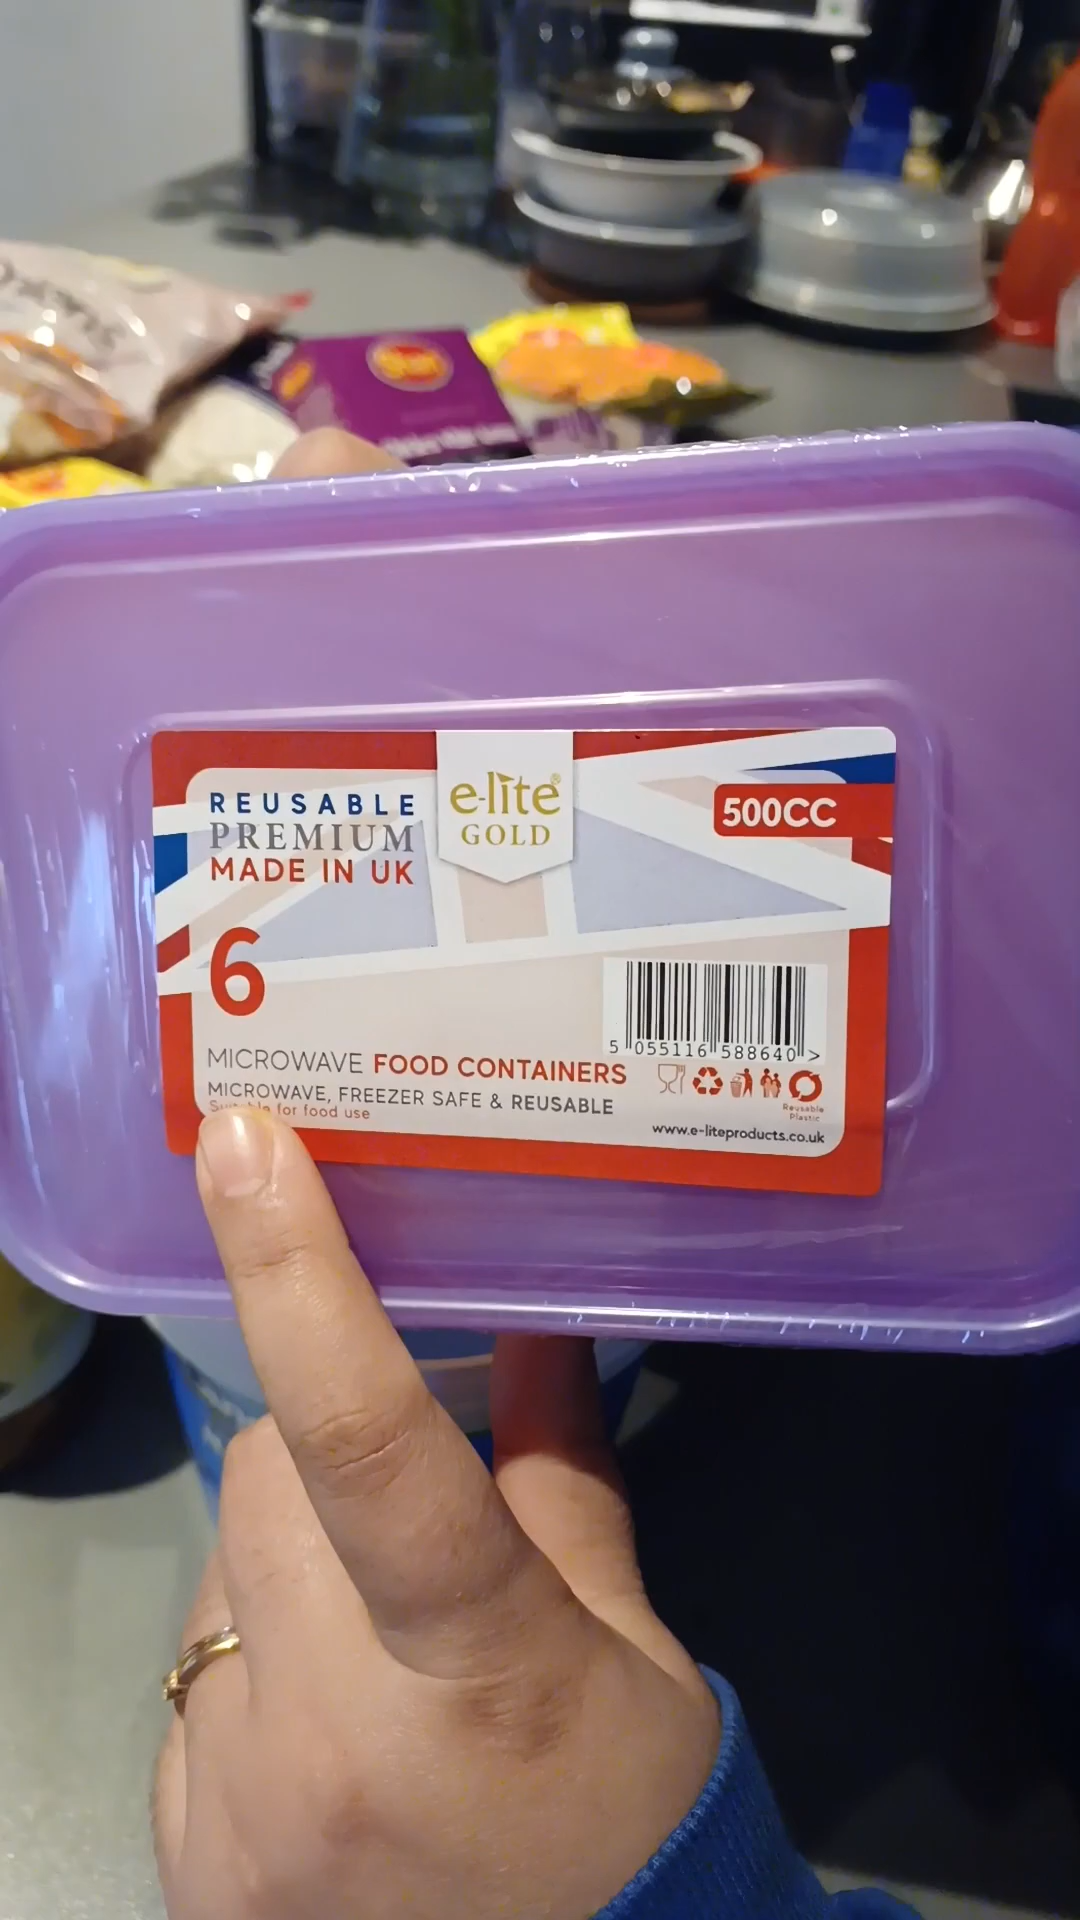 REUSABLE
PREMIUM
MADE IN UK
e-lite®
GOLD
500CC
6
5 055116 588640 >
MICROWAVE FOOD CONTAINERS
MICROWAVE, FREEZER SAFE & REUSABLE
Suitable for food use
Reusable
Plastic
www.e-liteproducts.co.uk